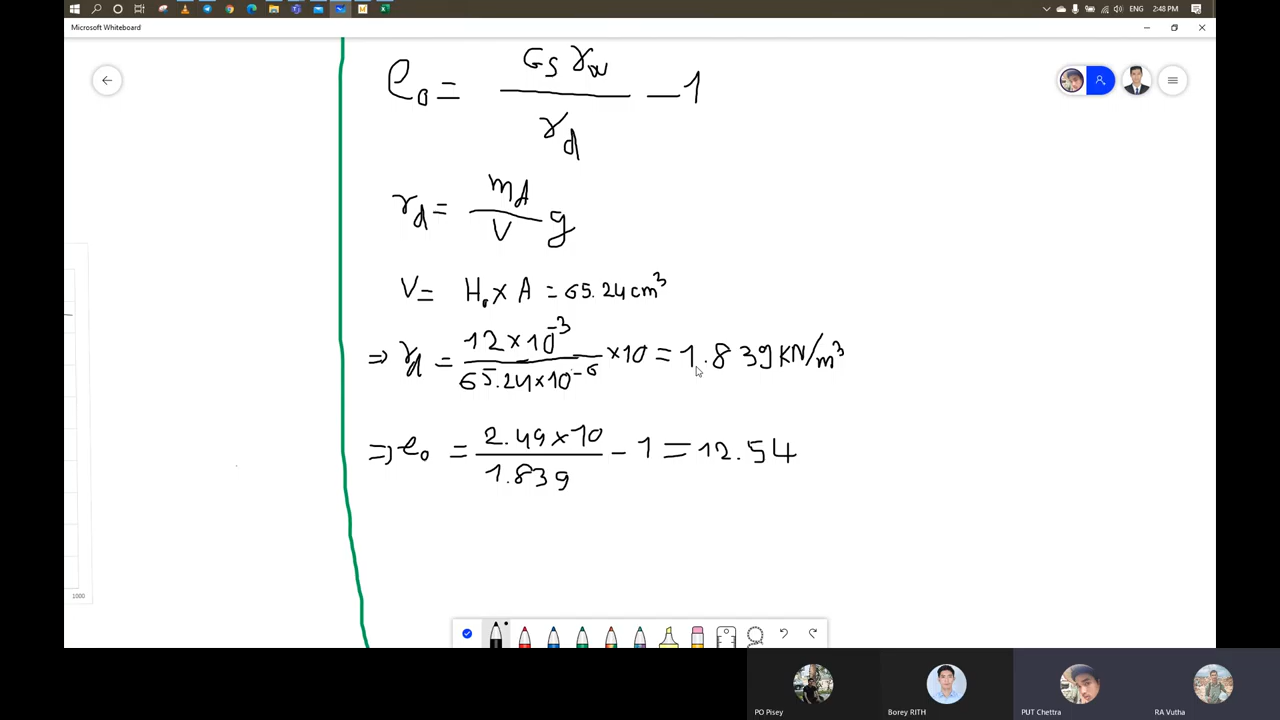 ENG 2:48 PM
Microsoft Whiteboard
e₀ = Gs γw / γd − 1
γd = md / V g
V = H₀ × A = 65.24 cm³
⇒ γd = 12 × 10⁻³ / 65.24 × 10⁻⁶ × 10 = 1.839 KN/m³
⇒ e₀ = 2.49 × 10 / 1.839 − 1 = 12.54
1000
PO Pisey Borey RITH PUT Chettra RA Vutha